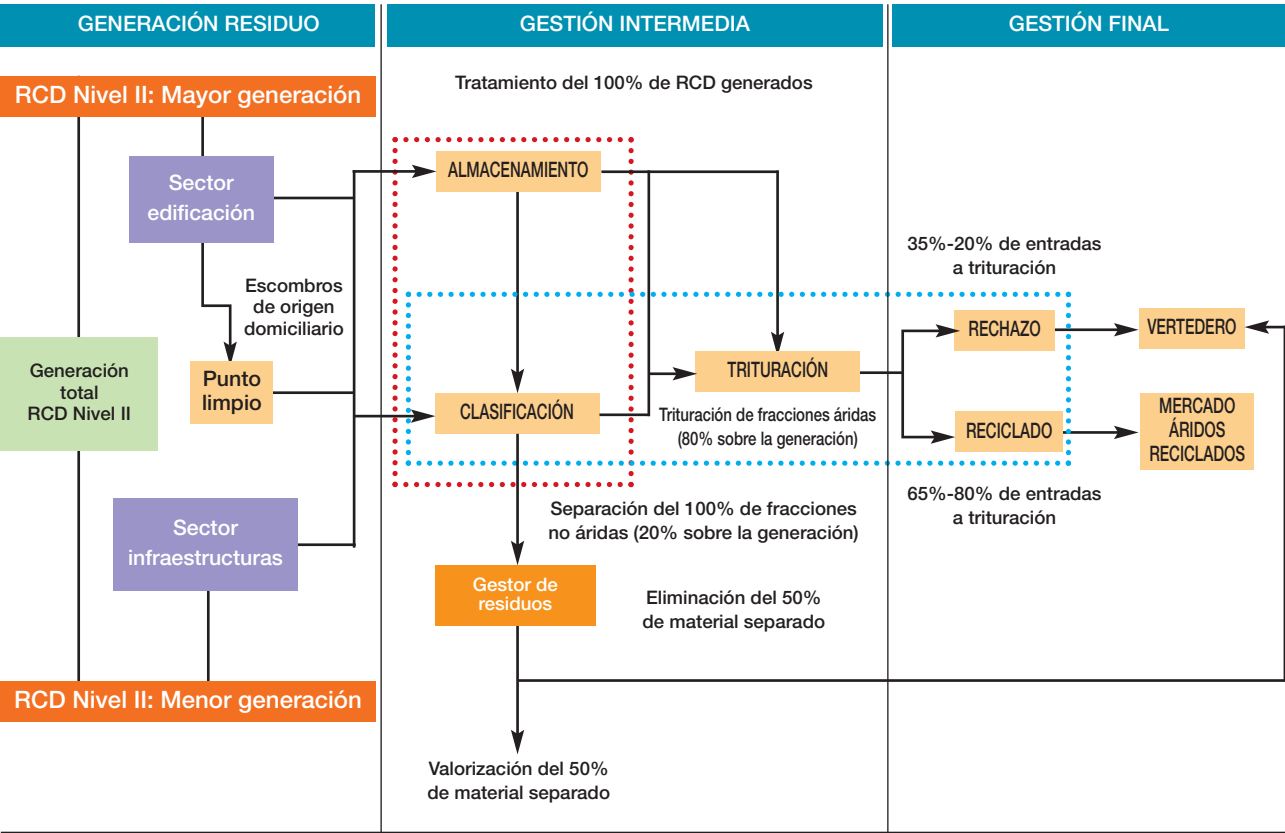 GENERACIÓN RESIDUO
GESTIÓN INTERMEDIA
GESTIÓN FINAL
RCD Nivel II: Mayor generación
Tratamiento del 100% de RCD generados
Sector
edificación
ALMACENAMIENTO
Escombros
de origen
domiciliario
35%-20% de entradas
a trituración
Generación
total
RCD Nivel II
Punto
limpio
CLASIFICACIÓN
TRITURACIÓN
Trituración de fracciones áridas
(80% sobre la generación)
RECHAZO
VERTEDERO
RECICLADO
MERCADO
ÁRIDOS
RECICLADOS
65%-80% de entradas
a trituración
Sector
infraestructuras
Separación del 100% de fracciones
no áridas (20% sobre la generación)
Gestor de
residuos
Eliminación del 50%
de material separado
RCD Nivel II: Menor generación
Valorización del 50%
de material separado